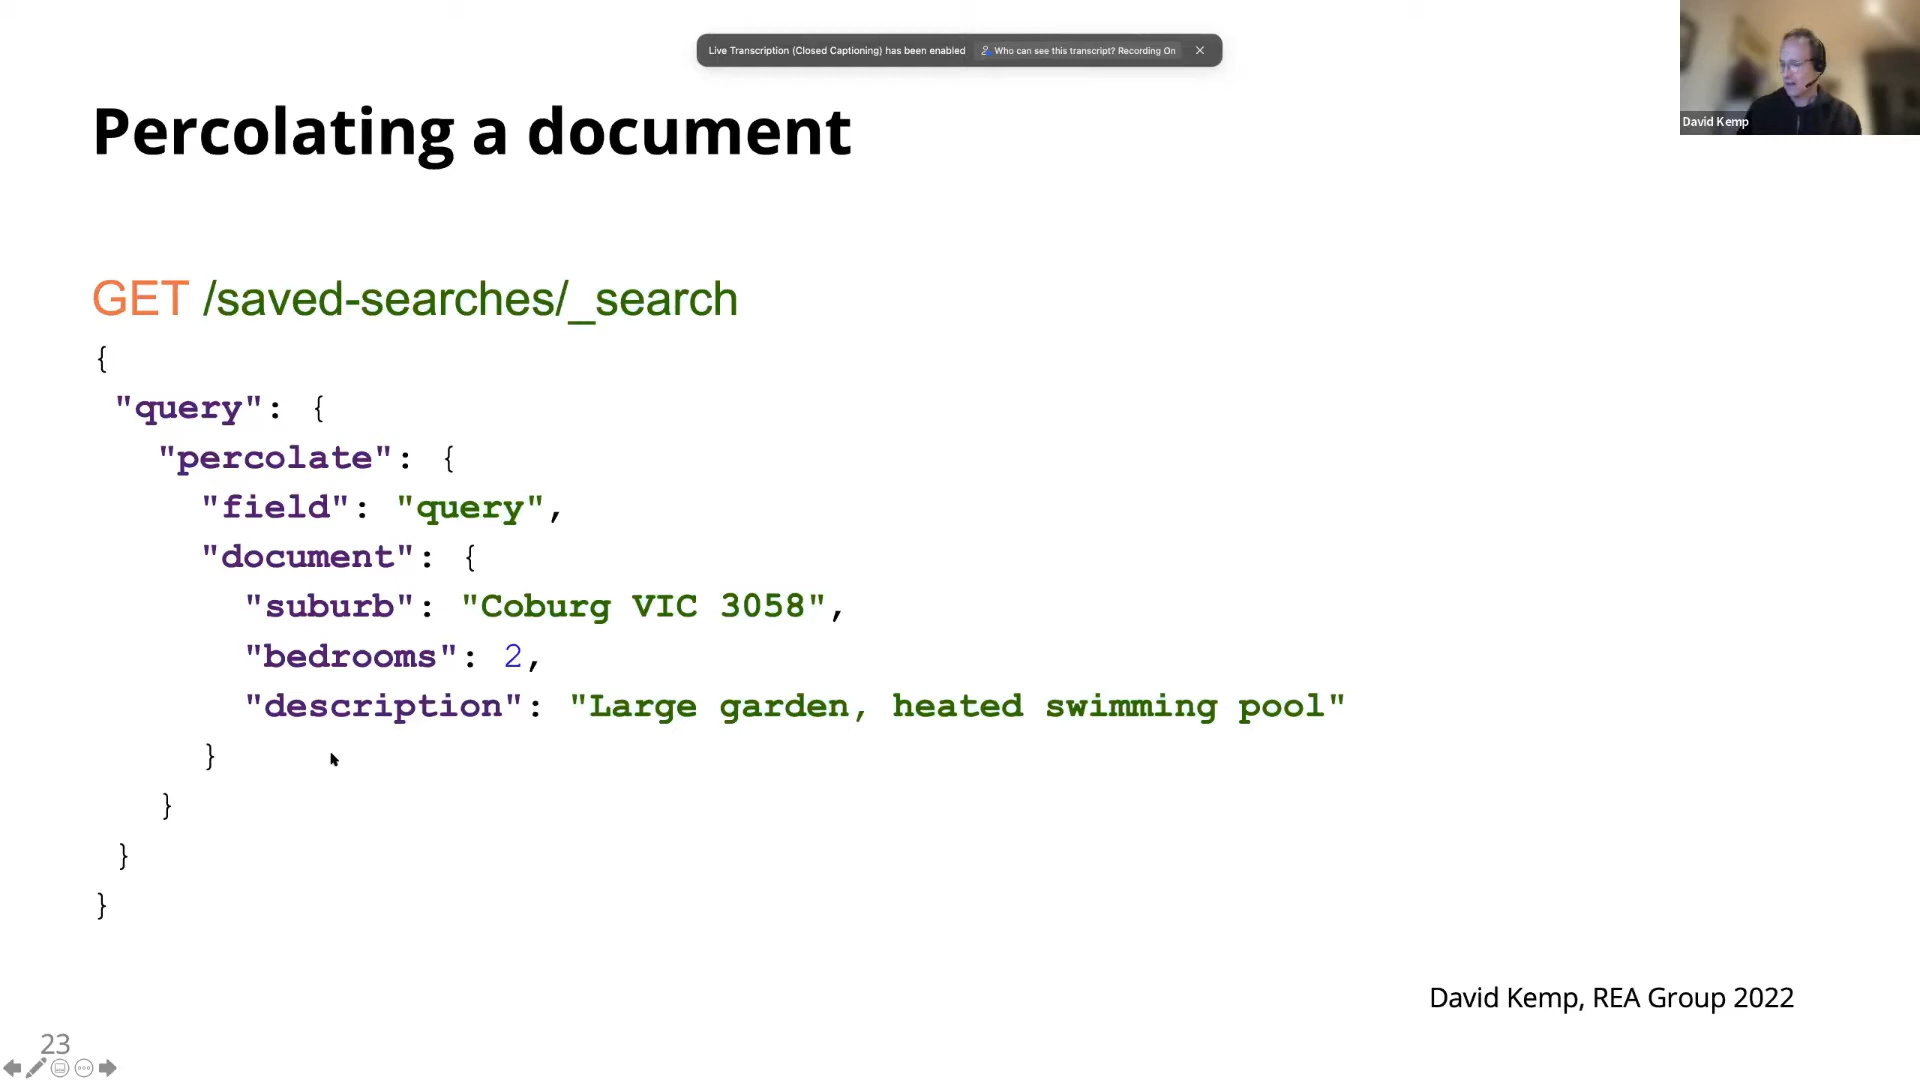 Live Transcription (Closed Captioning) has been enabled
Who can see this transcript? Recording On
David Kemp
Percolating a document
GET /saved-searches/_search
{
"query": {
"percolate": {
"field": "query",
"document": {
"suburb": "Coburg VIC 3058",
"bedrooms": 2,
"description": "Large garden, heated swimming pool"
}
}
}
}
David Kemp, REA Group 2022
23